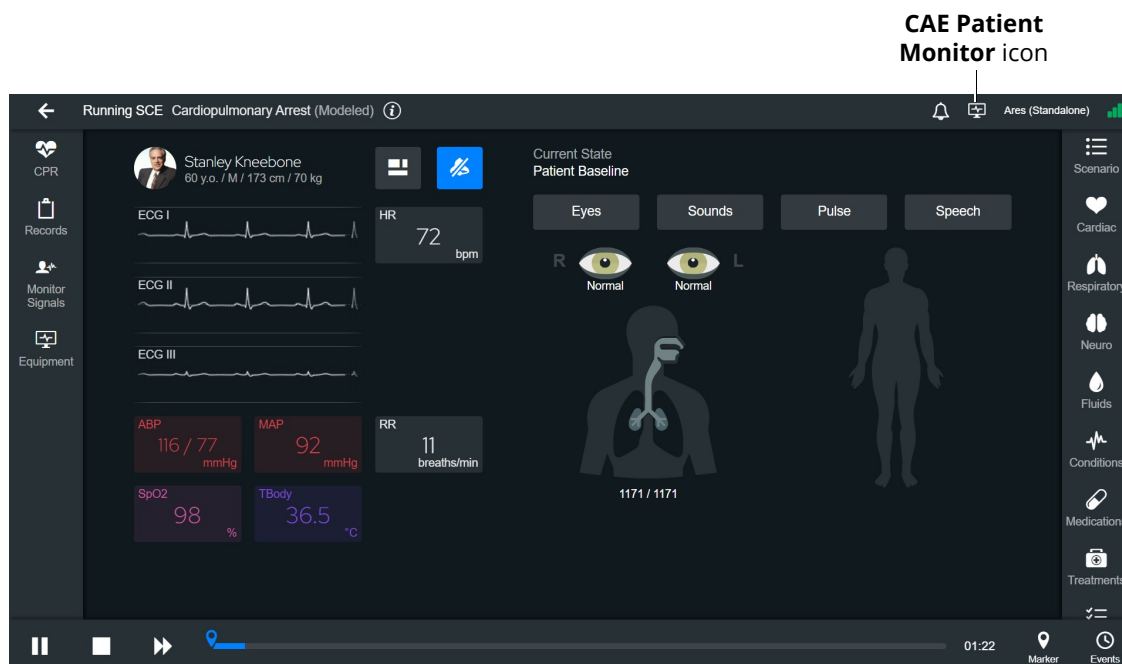 CAE Patient
Monitor icon
Running SCE Cardiopulmonary Arrest (Modeled)
Ares (Standalone)
CPR
Records
Monitor
Signals
Equipment
Stanley Kneebone
60 y.o. / M / 173 cm / 70 kg
ECG I
HR
72
bpm
ECG II
ECG III
ABP
116 / 77
mmHg
MAP
92
mmHg
RR
11
breaths/min
SpO2
98
%
TBody
36.5
°C
Current State
Patient Baseline
Eyes
Sounds
Pulse
Speech
R
L
Normal
Normal
1171 / 1171
Scenario
Cardiac
Respiratory
Neuro
Fluids
Conditions
Medication
Treatments
01:22
Marker
Events